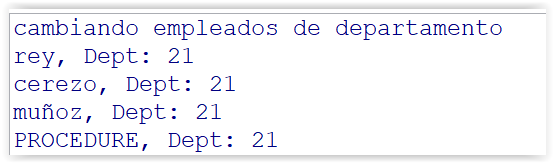 cambiando empleados de departamento
rey, Dept: 21
cerezo, Dept: 21
muñoz, Dept: 21
PROCEDURE, Dept: 21